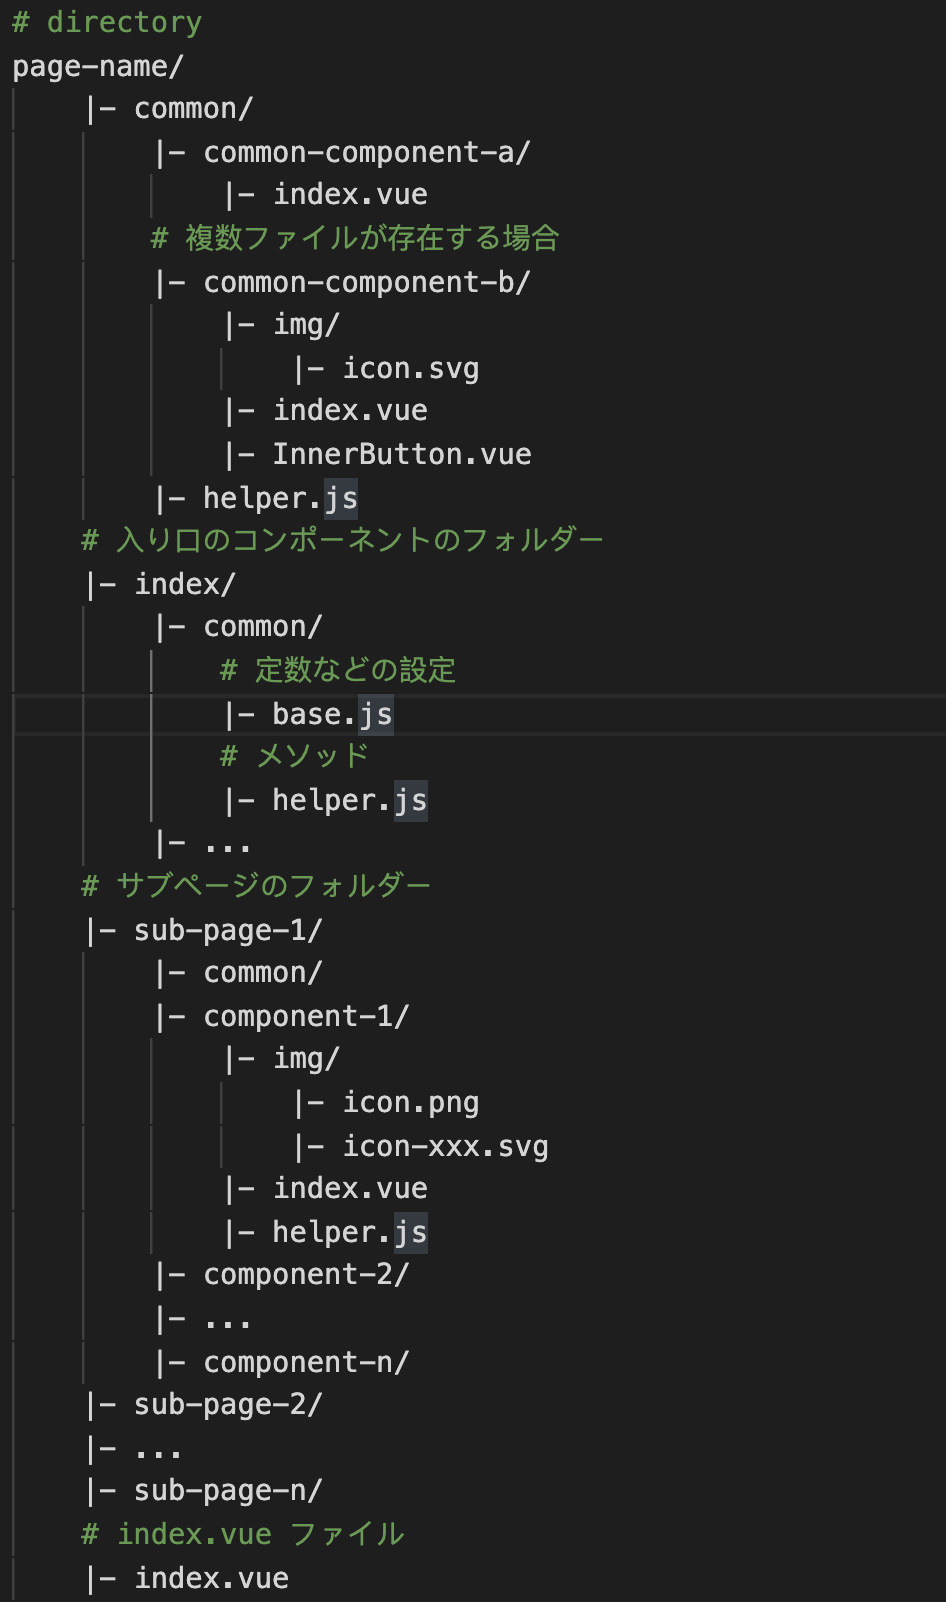 # directory
page-name/
|- common/
|- common-component-a/
|- index.vue
# 複数ファイルが存在する場合
|- common-component-b/
|- img/
|- icon.svg
|- index.vue
|- InnerButton.vue
|- helper.js
# 入り口のコンポーネントのフォルダー
|- index/
|- common/
# 定数などの設定
|- base.js
# メソッド
|- helper.js
|- ...
# サブページのフォルダー
|- sub-page-1/
|- common/
|- component-1/
|- img/
|- icon.png
|- icon-xxx.svg
|- index.vue
|- helper.js
|- component-2/
|- ...
|- component-n/
|- sub-page-2/
|- ...
|- sub-page-n/
# index.vue ファイル
|- index.vue